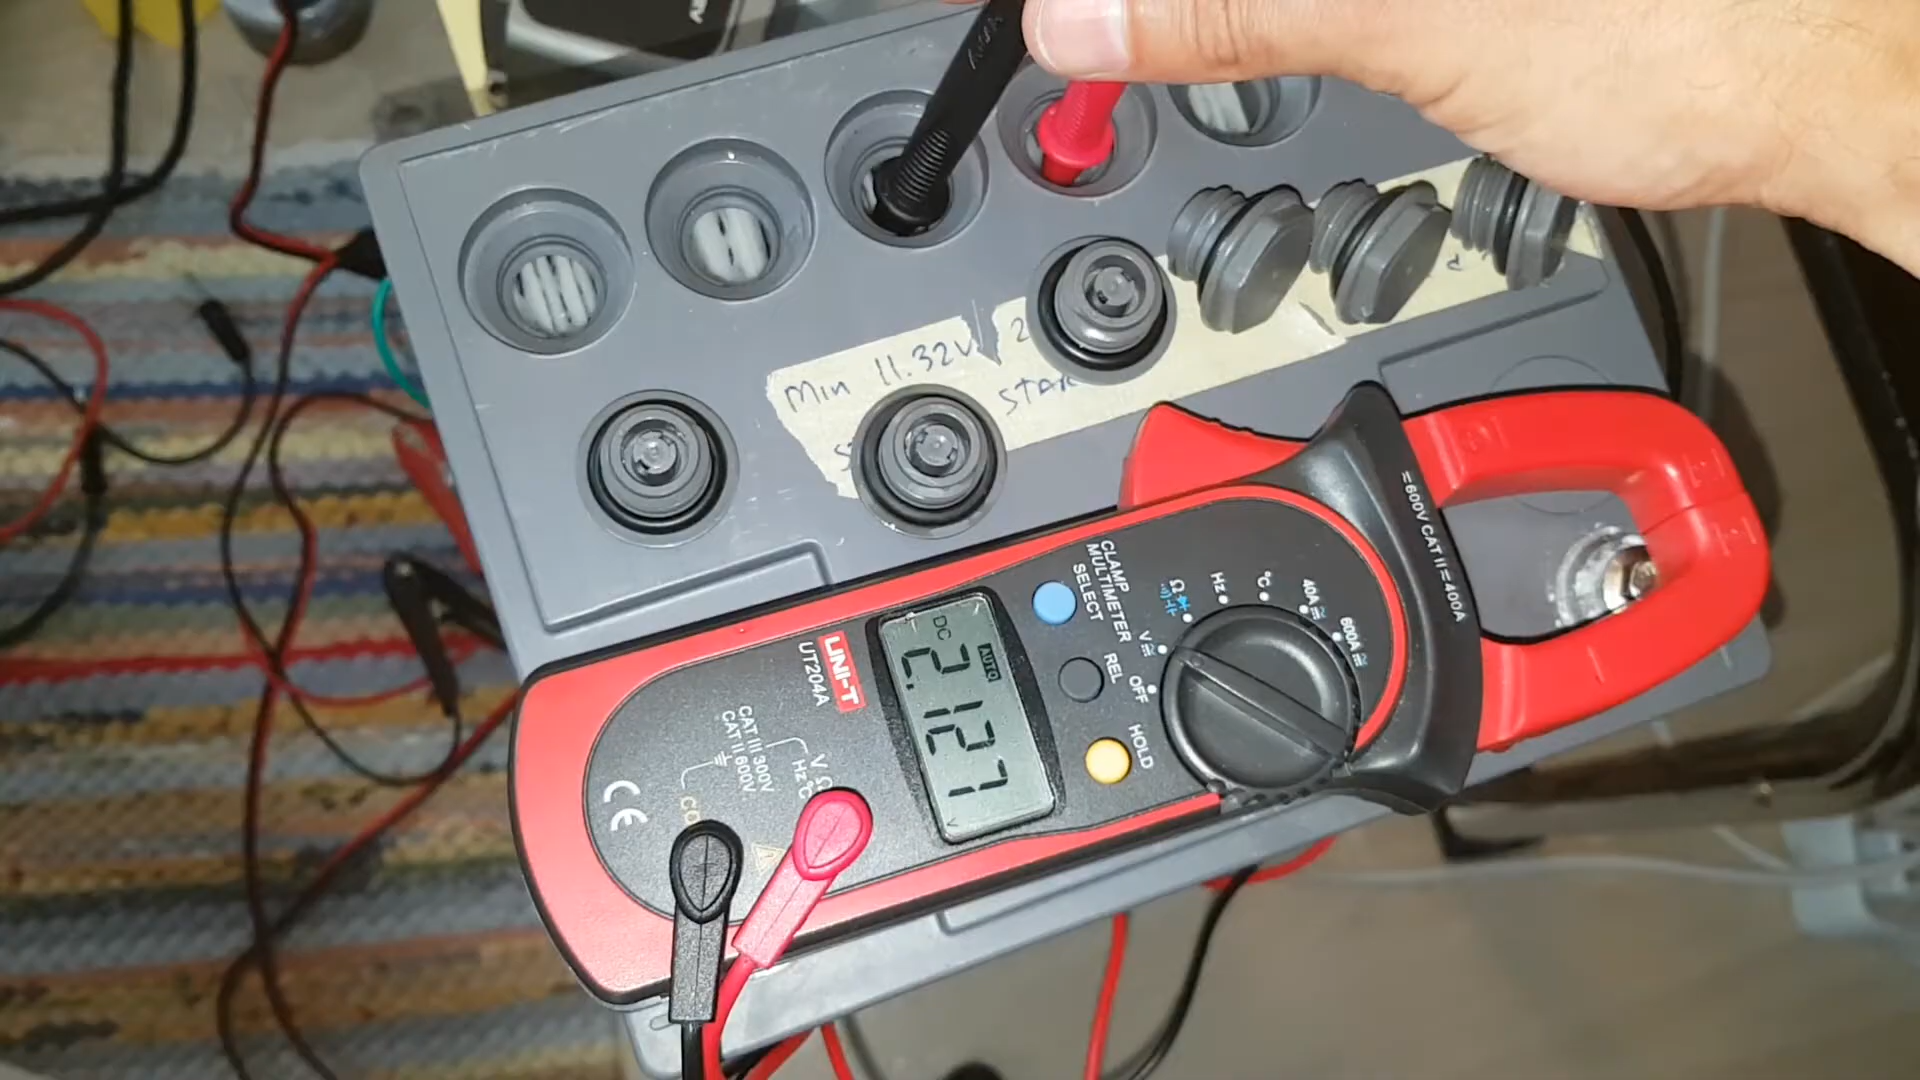 Min 11.32V
STAR
CLAMP
MULTIMETER
SELECT
REL
HOLD
OFF
V
Ω
Hz
°C
40A
600A
600V CAT II 400A
DC
AUTO
2.127
V
UNI-T
UT204A
CAT III 300V
CAT II 600V
V Ω
Hz°C
CO
CE